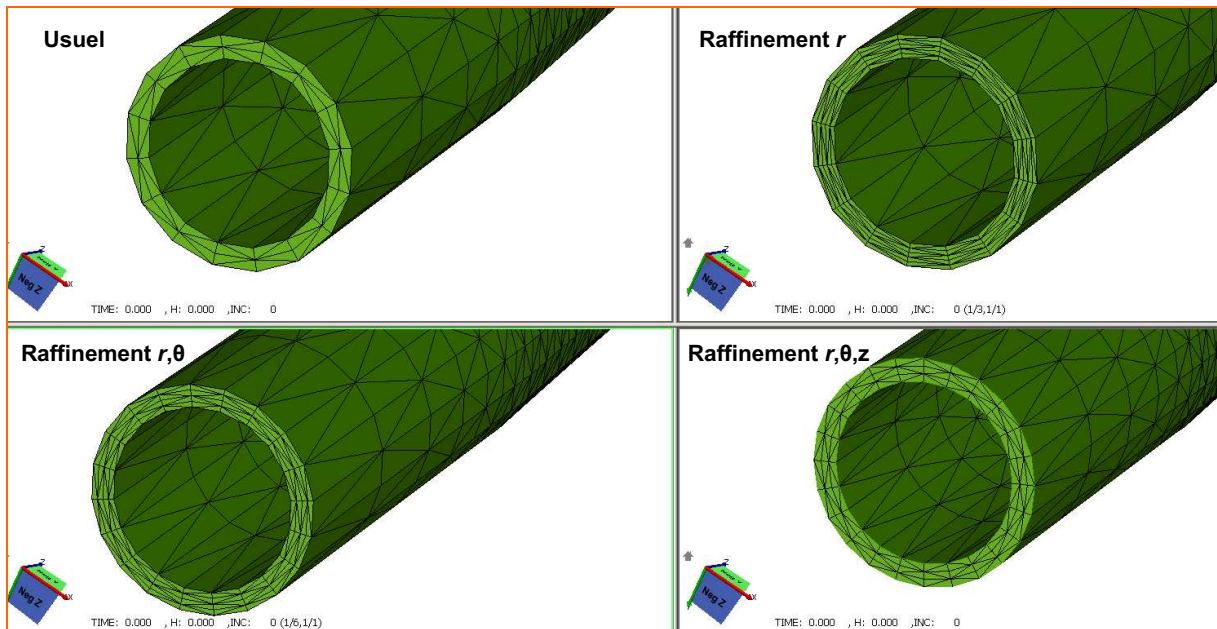 Usuel
Neg Z
Z
X
TIME: 0.000 , H: 0.000 ,INC: 0
Raffinement r
Neg Z
Z
X
TIME: 0.000 , H: 0.000 ,INC: 0 (1/3,1/1)
Raffinement r,θ
Neg Z
Z
X
TIME: 0.000 , H: 0.000 ,INC: 0 (1/6,1/1)
Raffinement r,θ,z
Neg Z
Z
X
TIME: 0.000 , H: 0.000 ,INC: 0